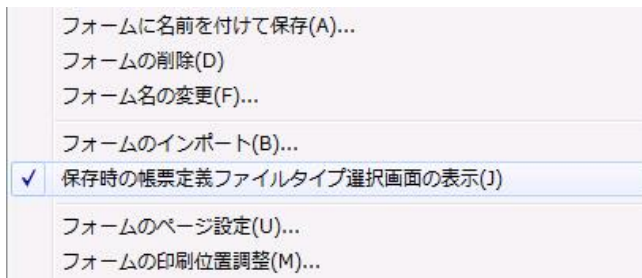 フォームに名前を付けて保存(A)...
フォームの削除(D)
フォーム名の変更(F)...
フォームのインポート(B)...
保存時の帳票定義ファイルタイプ選択画面の表示(J)
フォームのページ設定(U)...
フォームの印刷位置調整(M)...